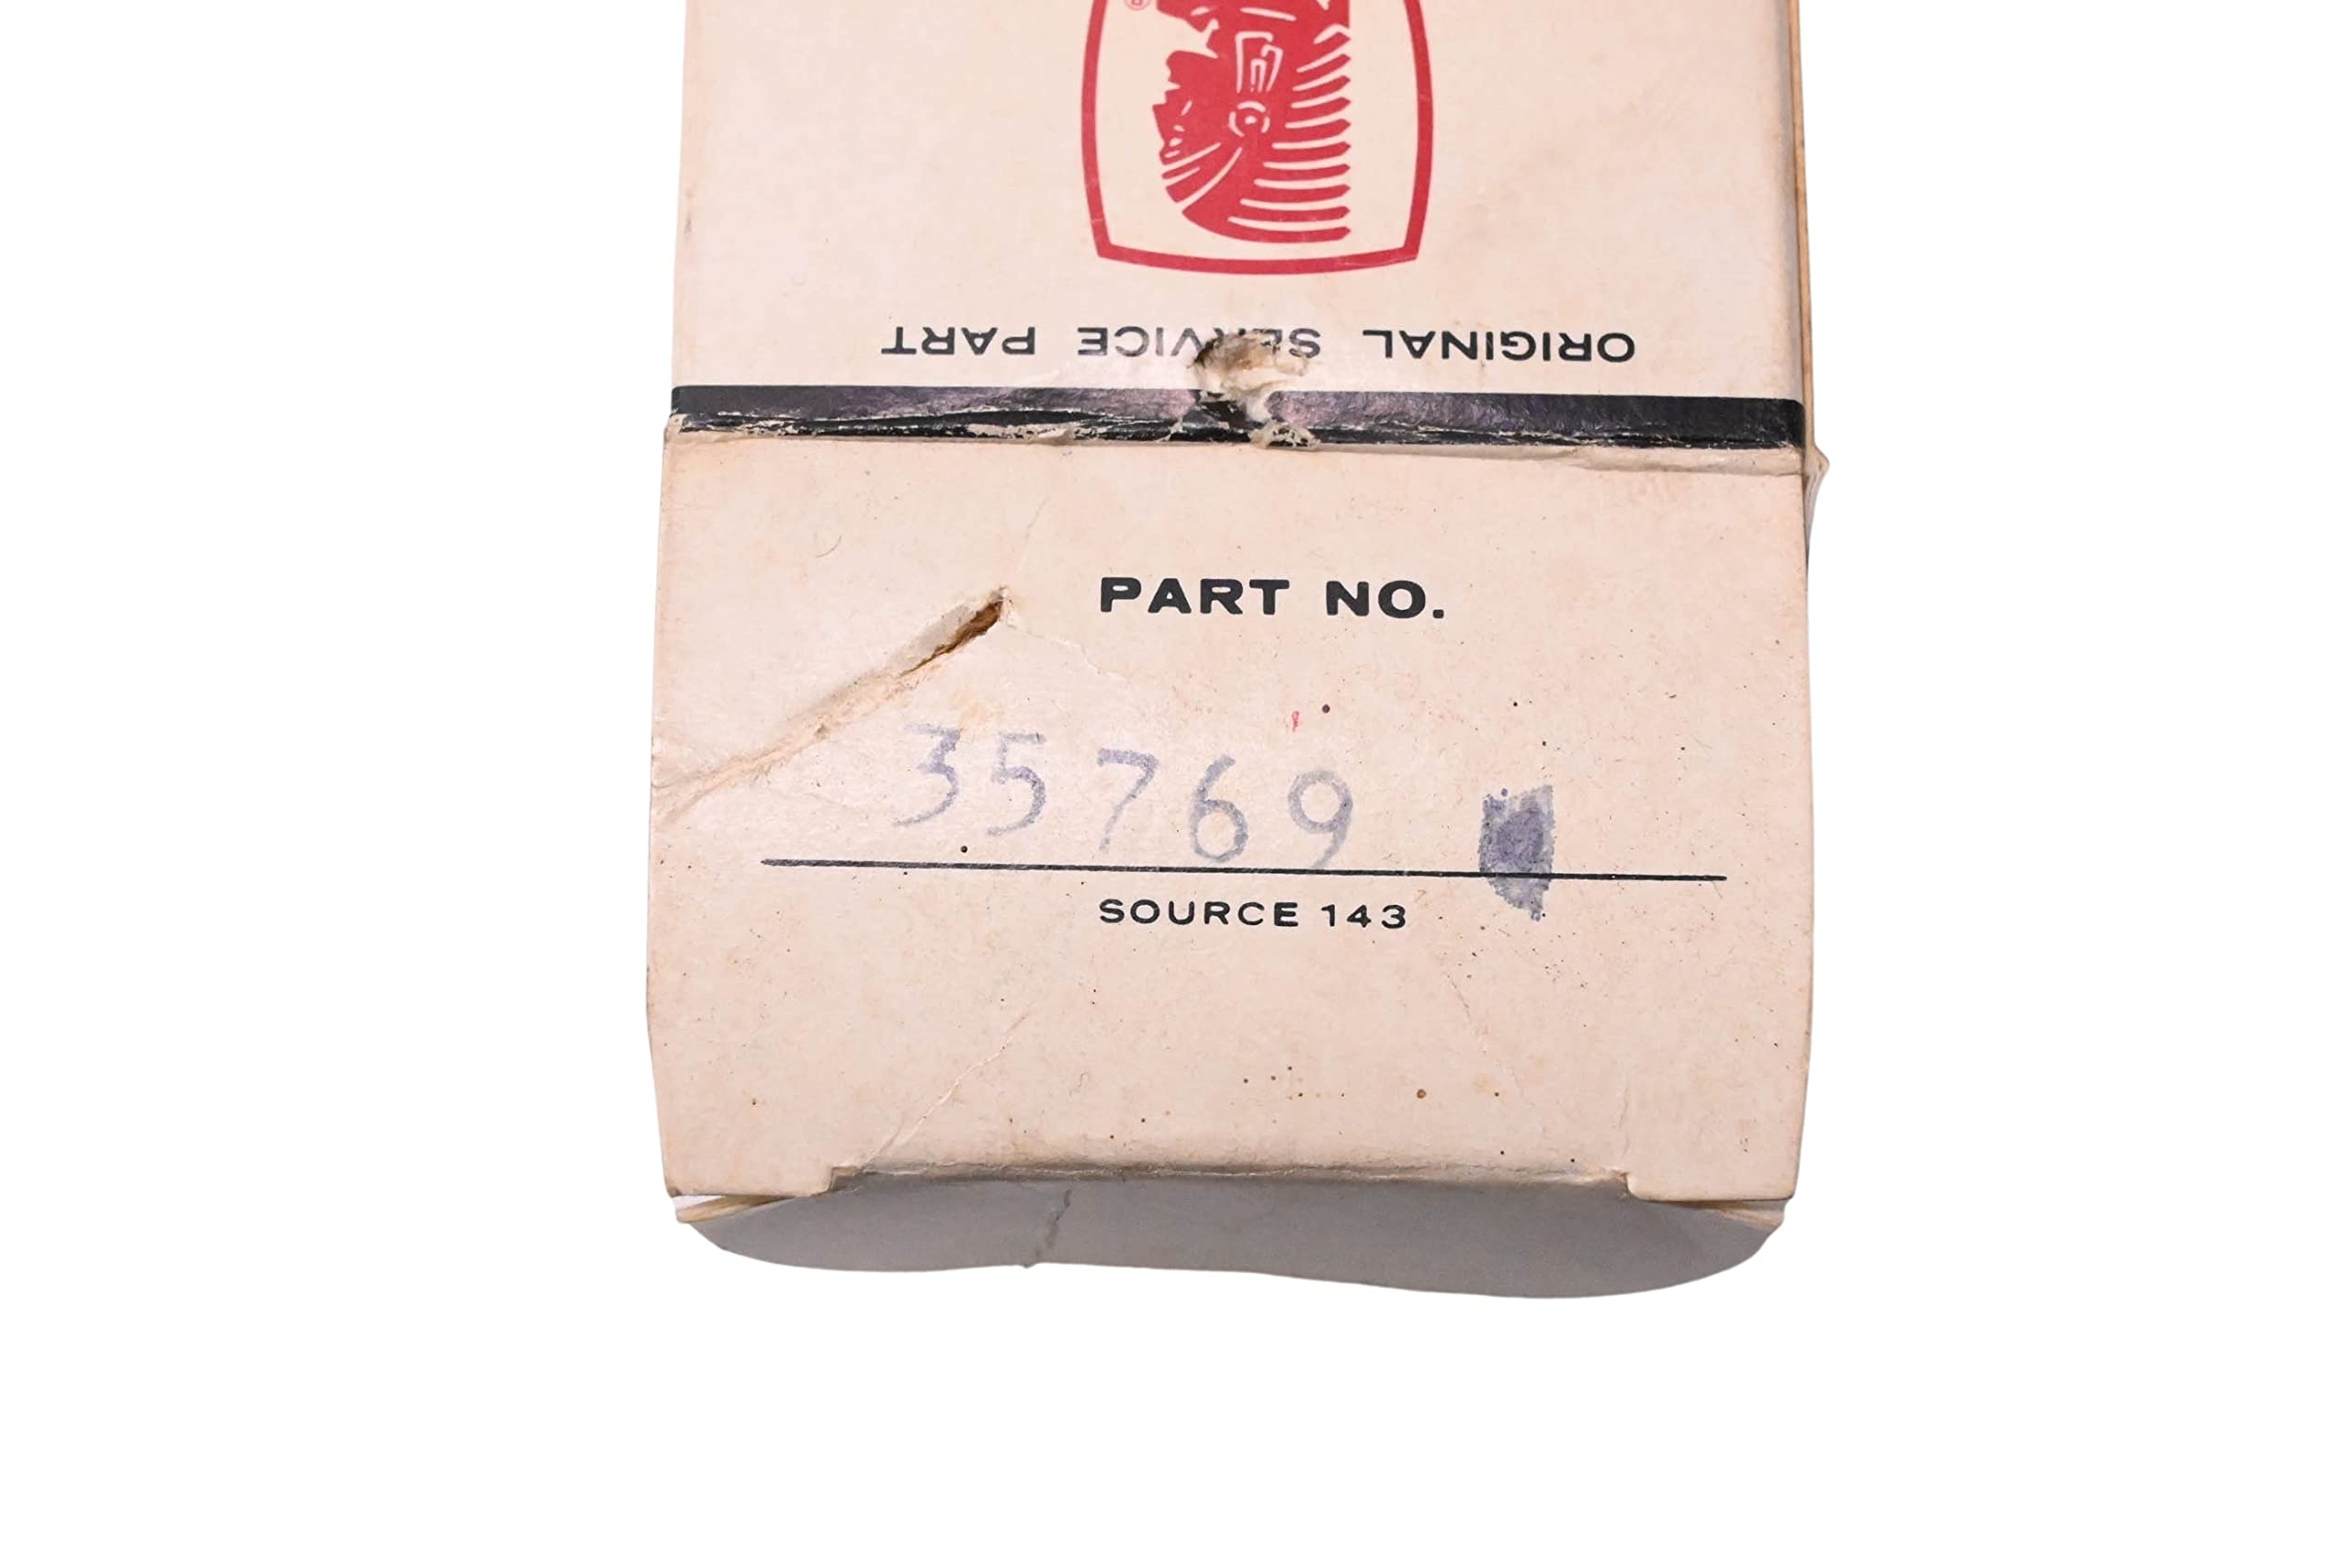 ®
ORIGINAL SERVICE PART
PART NO.
35769
SOURCE 143